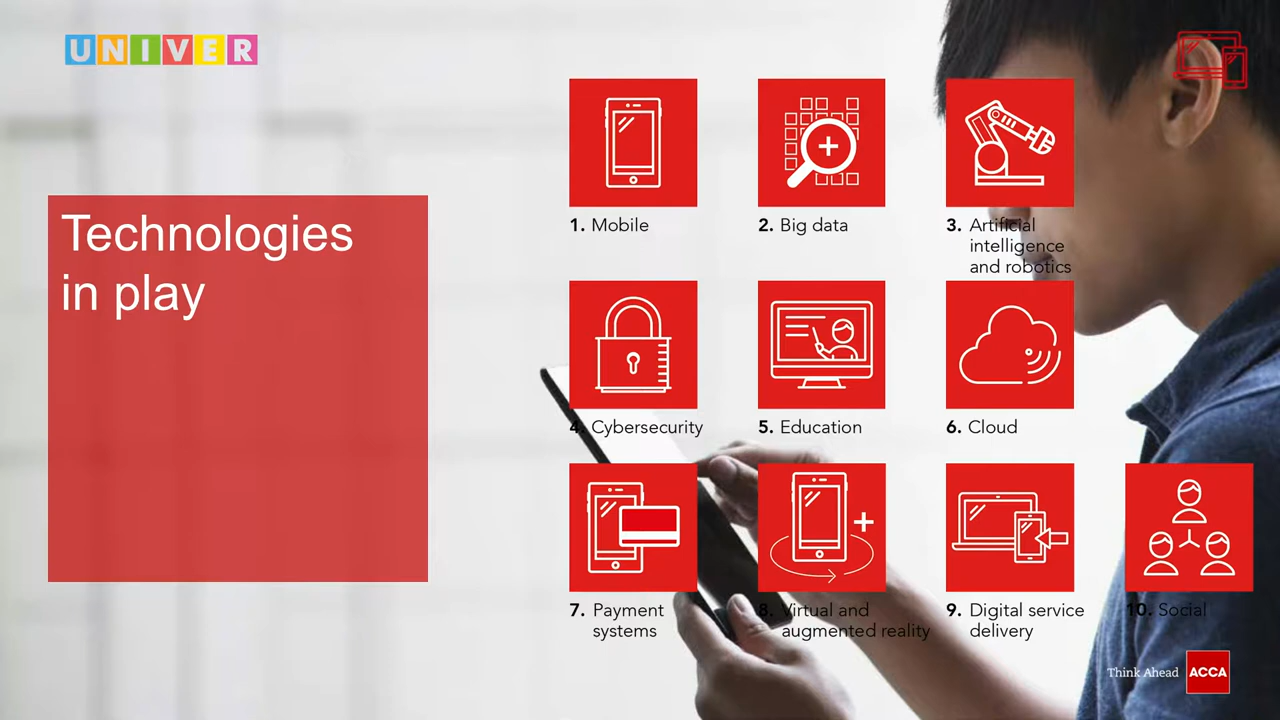 UNIVER
Technologies
in play
1. Mobile
2. Big data
3. Artificial
intelligence
and robotics
4. Cybersecurity
5. Education
6. Cloud
7. Payment
systems
8. Virtual and
augmented reality
9. Digital service
delivery
10. Social
Think Ahead
ACCA